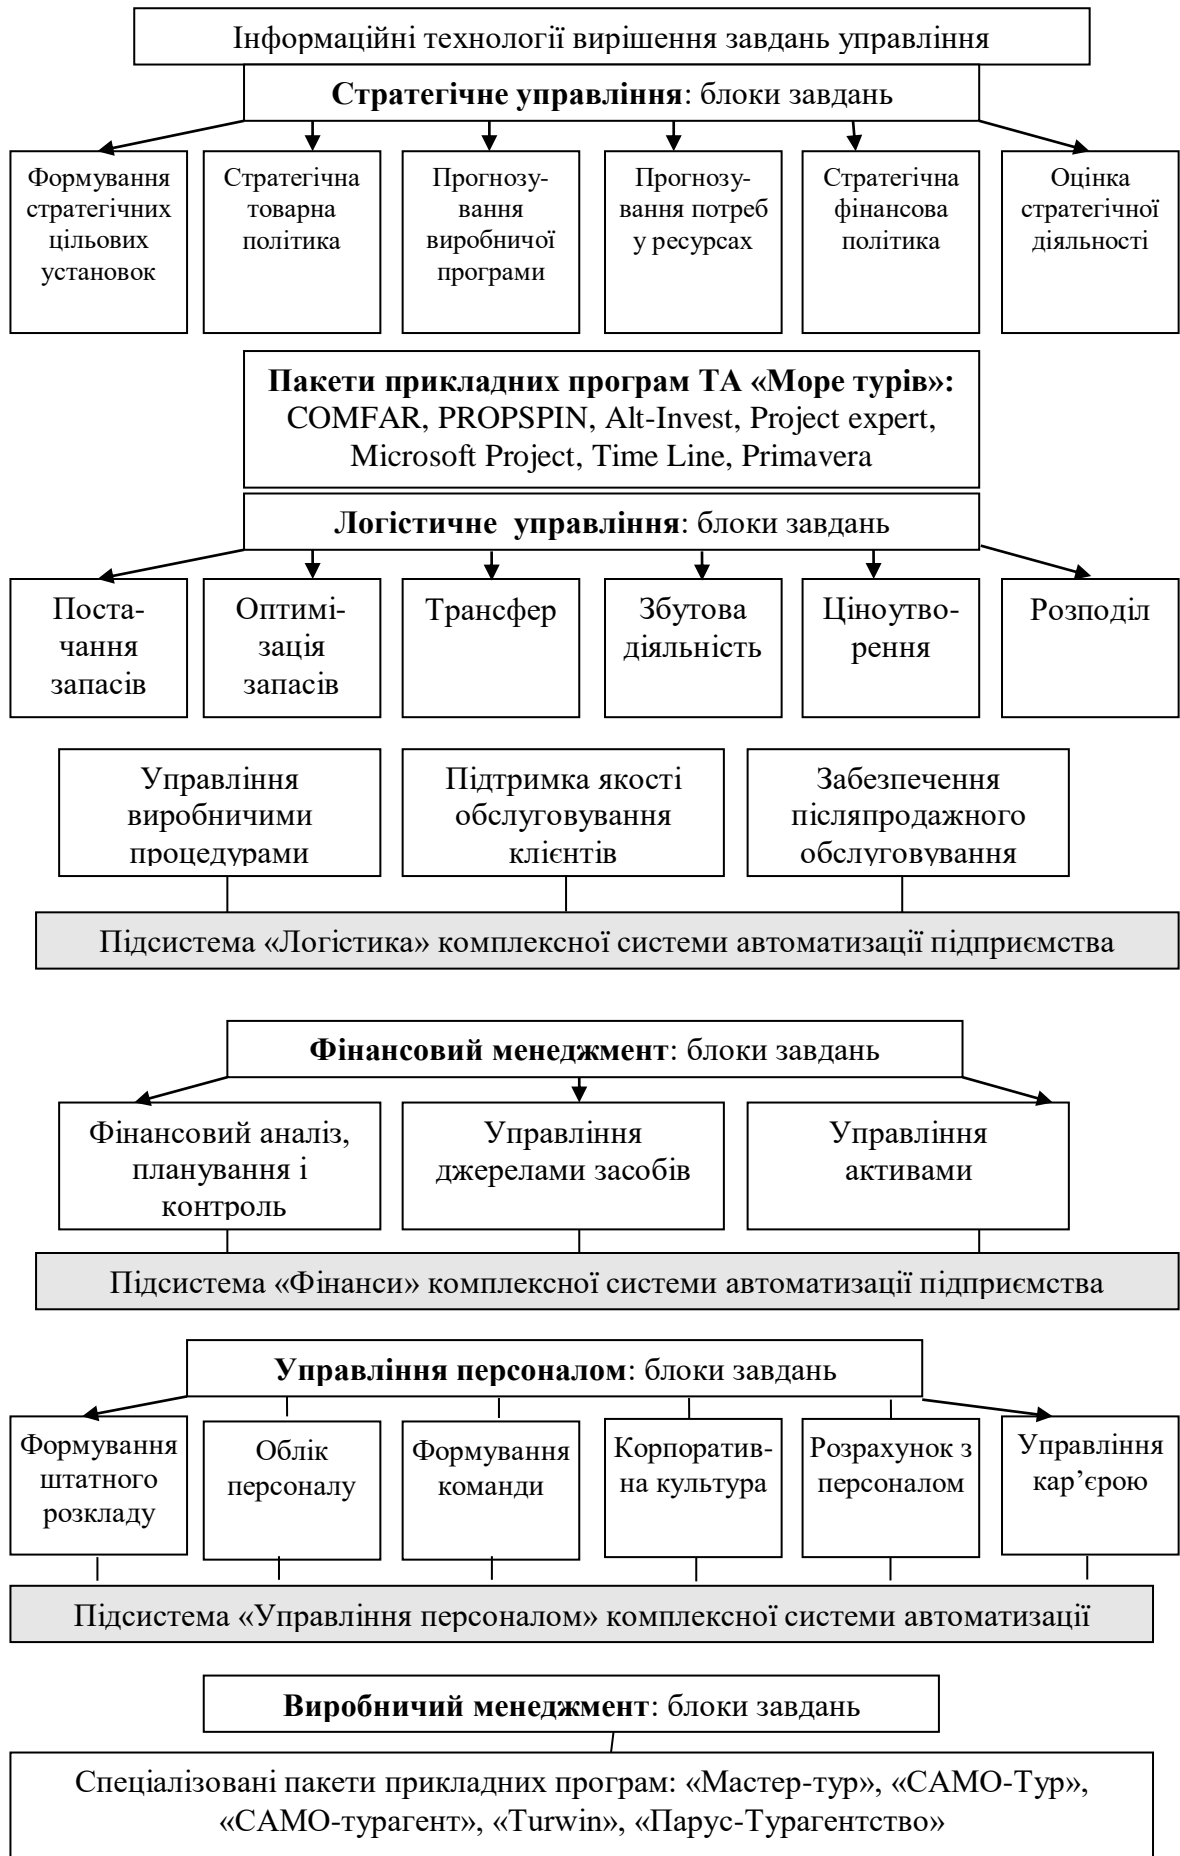 Інформаційні технології вирішення завдань управління
Стратегічне управління: блоки завдань
Формування
стратегічних
цільових
установок
Стратегічна
товарна
політика
Прогнозу-
вання
виробничої
програми
Прогнозу-
вання потреб
у ресурсах
Стратегічна
фінансова
політика
Оцінка
стратегічної
діяльності
Пакети прикладних програм ТА «Море турів»:
COMFAR, PROPSPIN, Alt-Invest, Project expert,
Microsoft Project, Time Line, Primavera
Логістичне управління: блоки завдань
Поста-
чання
запасів
Оптимі-
зація
запасів
Трансфер
Збутова
діяльність
Ціноутво-
рення
Розподіл
Управління
виробничими
процедурами
Підтримка якості
обслуговування
клієнтів
Забезпечення
післяпродажного
обслуговування
Підсистема «Логістика» комплексної системи автоматизації підприємства
Фінансовий менеджмент: блоки завдань
Фінансовий аналіз,
планування і
контроль
Управління
джерелами засобів
Управління
активами
Підсистема «Фінанси» комплексної системи автоматизації підприємства
Управління персоналом: блоки завдань
Формування
штатного
розкладу
Облік
персоналу
Формування
команди
Корпоратив-
на культура
Розрахунок з
персоналом
Управління
кар’єрою
Підсистема «Управління персоналом» комплексної системи автоматизації
Виробничий менеджмент: блоки завдань
Спеціалізовані пакети прикладних програм: «Мастер-тур», «САМО-Тур»,
«САМО-турагент», «Turwin», «Парус-Турагентство»